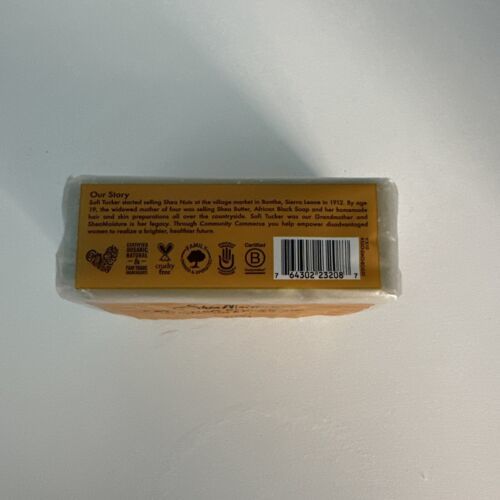 Our Story
Sofi Tucker started selling Shea Nuts at the village market in Bonthe, Sierra Leone in 1912. By age
19, the widowed mother of four was selling Shea Butter, African Black Soap and her homemade
hair and skin preparations all over the countryside. Sofi Tucker was our Grandmother and
SheaMoisture is her legacy. Through Community Commerce you help empower disadvantaged
women to realize a brighter, healthier future.
CERTIFIED
ORGANIC
NATURAL
&
FAIR TRADE
INGREDIENTS
cruelty
free
FAMILY
Certified
B
Corporation
7 64302 23208 7